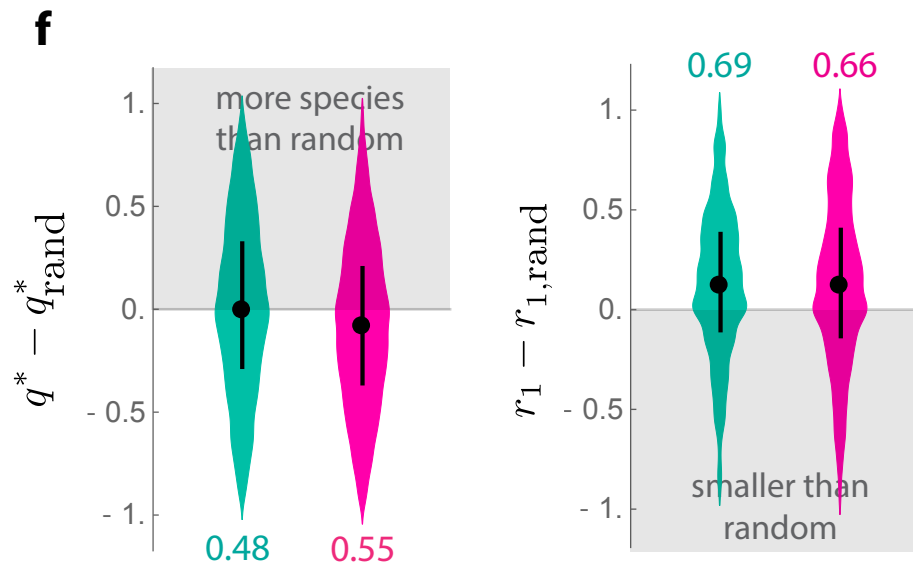 f
0.69 0.66
more species
than random
1.
0.5
0.
- 0.5
- 1.
q* − q*rand
0.48 0.55
1.
0.5
0.
- 0.5
- 1.
r1 − r1,rand
smaller than
random